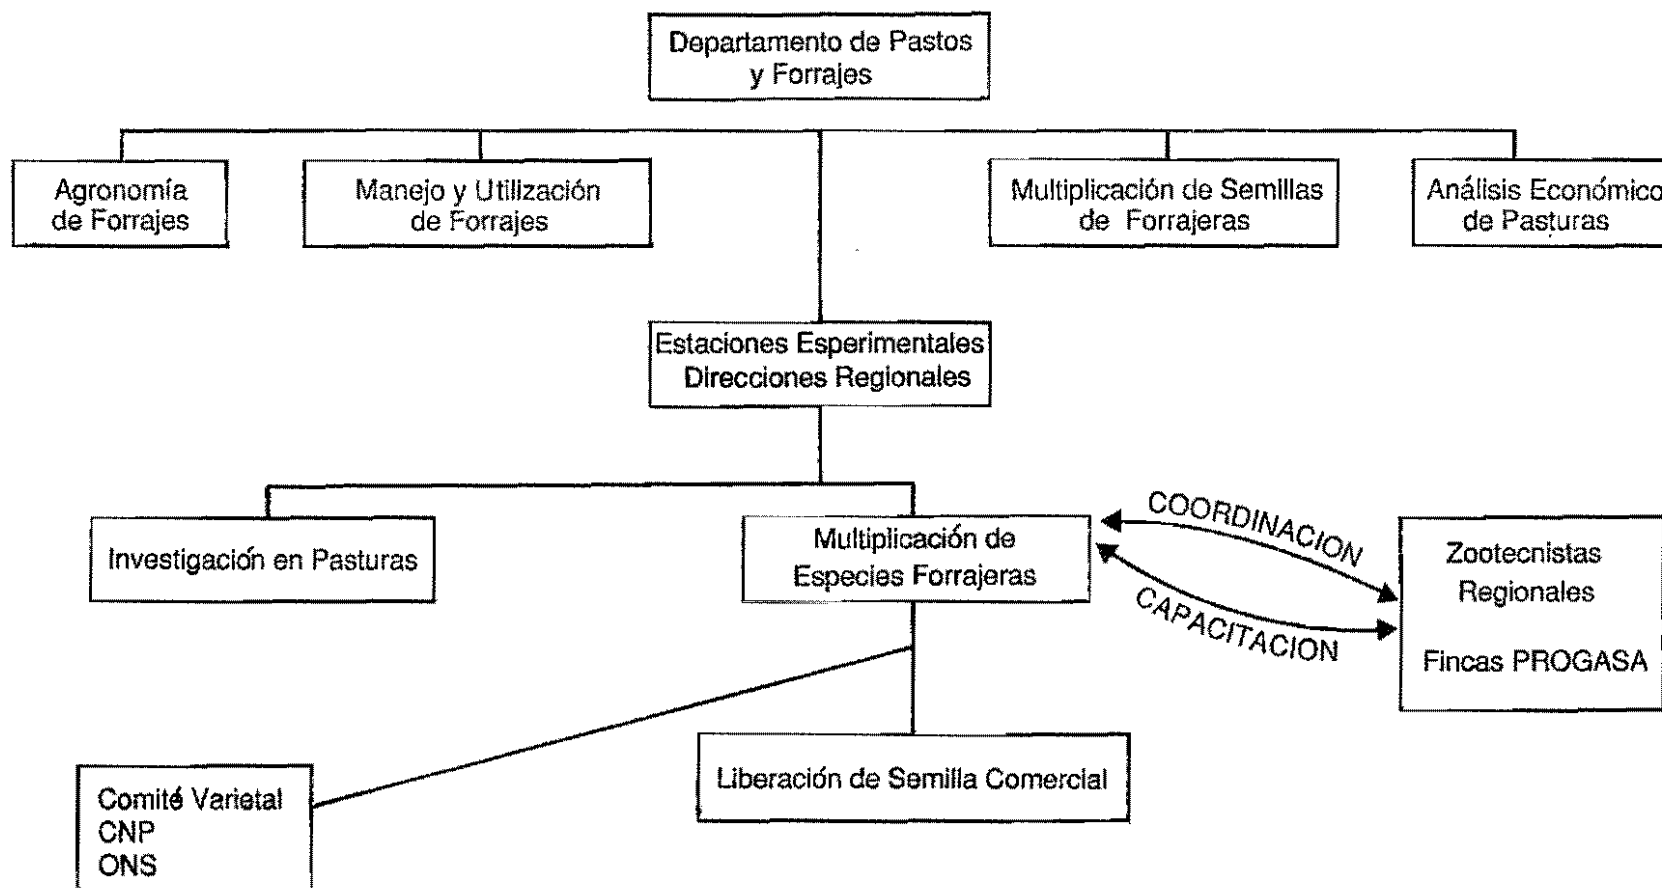 Departamento de Pastos
y Forrajes
Agronomía
de Forrajes
Manejo y Utilización
de Forrajes
Multiplicación de Semillas
de Forrajeras
Análisis Económico
de Pasturas
Estaciones Esperimentales
Direcciones Regionales
Investigación en Pasturas
Multiplicación de
Especies Forrajeras
COORDINACION
CAPACITACION
Zootecnistas
Regionales
Fincas PROGASA
Liberación de Semilla Comercial
Comité Varietal
CNP
ONS